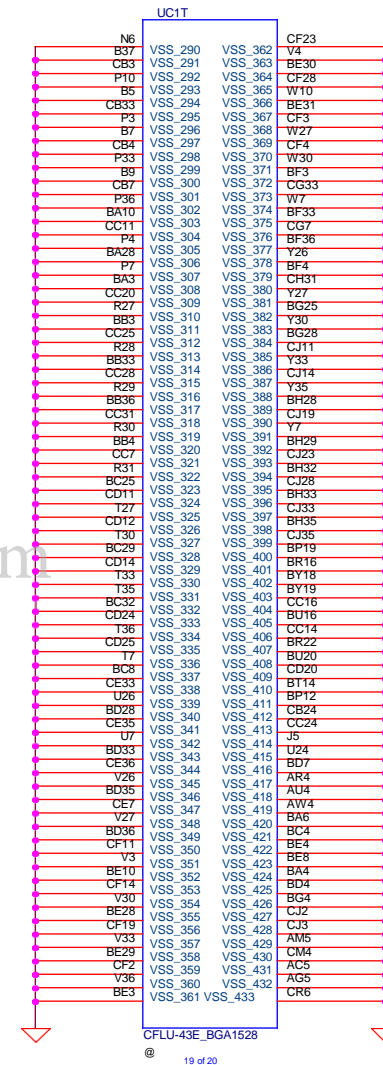 UC1T
N6 VSS_290 VSS_362 CF23
B37 VSS_291 VSS_363 V4
CB3 VSS_292 VSS_364 BE30
P10 VSS_293 VSS_365 CF28
B5 VSS_294 VSS_366 W10
CB33 VSS_295 VSS_367 BE31
P3 VSS_296 VSS_368 CF3
B7 VSS_297 VSS_369 W27
CB4 VSS_298 VSS_370 CF4
P33 VSS_299 VSS_371 W30
B9 VSS_300 VSS_372 BF3
CB7 VSS_301 VSS_373 CG33
P36 VSS_302 VSS_374 W7
BA10 VSS_303 VSS_375 BF33
CC11 VSS_304 VSS_376 CG7
P4 VSS_305 VSS_377 BF36
BA28 VSS_306 VSS_378 Y26
P7 VSS_307 VSS_379 BF4
BA3 VSS_308 VSS_380 CH31
CC20 VSS_309 VSS_381 Y27
R27 VSS_310 VSS_382 BG25
BB3 VSS_311 VSS_383 Y30
CC25 VSS_312 VSS_384 BG28
R28 VSS_313 VSS_385 CJ11
BB33 VSS_314 VSS_386 Y33
CC28 VSS_315 VSS_387 CJ14
R29 VSS_316 VSS_388 Y35
BB36 VSS_317 VSS_389 BH28
CC31 VSS_318 VSS_390 CJ19
R30 VSS_319 VSS_391 Y7
BB4 VSS_320 VSS_392 BH29
CC7 VSS_321 VSS_393 CJ23
R31 VSS_322 VSS_394 BH32
BC25 VSS_323 VSS_395 CJ28
CD11 VSS_324 VSS_396 BH33
T27 VSS_325 VSS_397 CJ33
CD12 VSS_326 VSS_398 BH35
T30 VSS_327 VSS_399 CJ35
BC29 VSS_328 VSS_400 BP19
CD14 VSS_329 VSS_401 BR16
T33 VSS_330 VSS_402 BY18
T35 VSS_331 VSS_403 BY19
BC32 VSS_332 VSS_404 CC16
CD24 VSS_333 VSS_405 BU16
T36 VSS_334 VSS_406 CC14
CD25 VSS_335 VSS_407 BR22
T7 VSS_336 VSS_408 BU20
BC8 VSS_337 VSS_409 CD20
CE33 VSS_338 VSS_410 BT14
U26 VSS_339 VSS_411 BP12
BD28 VSS_340 VSS_412 CB24
CE35 VSS_341 VSS_413 CC24
U7 VSS_342 VSS_414 J5
BD33 VSS_343 VSS_415 U24
CE36 VSS_344 VSS_416 BD7
V26 VSS_345 VSS_417 AR4
BD35 VSS_346 VSS_418 AU4
CE7 VSS_347 VSS_419 AW4
V27 VSS_348 VSS_420 BA6
BD36 VSS_349 VSS_421 BC4
CF11 VSS_350 VSS_422 BE4
V3 VSS_351 VSS_423 BE8
BE10 VSS_352 VSS_424 BA4
CF14 VSS_353 VSS_425 BD4
V30 VSS_354 VSS_426 BG4
BE28 VSS_355 VSS_427 CJ2
CF19 VSS_356 VSS_428 CJ3
V33 VSS_357 VSS_429 AM5
BE29 VSS_358 VSS_430 CM4
CF2 VSS_359 VSS_431 AC5
V36 VSS_360 VSS_432 AG5
BE3 VSS_361 VSS_433 CR6
m
CFLU-43E_BGA1528
@
19 of 20